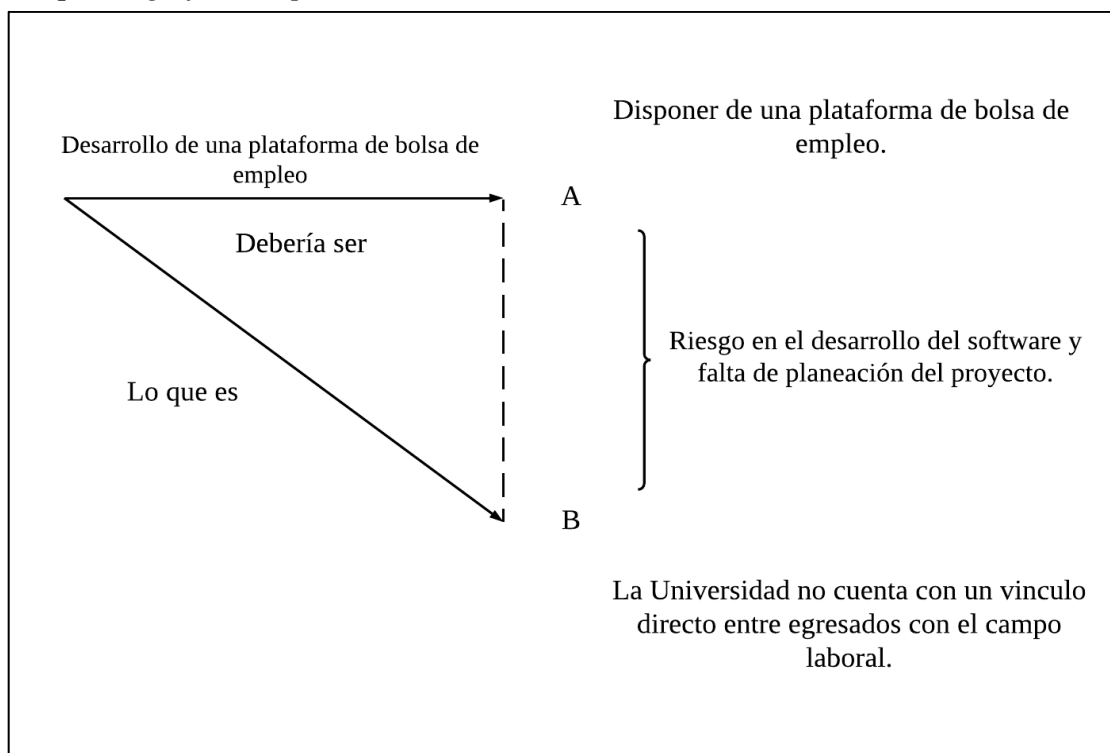 Disponer de una plataforma de bolsa de
empleo.
Desarrollo de una plataforma de bolsa de
empleo
A
Debería ser
Riesgo en el desarrollo del software y
falta de planeación del proyecto.
Lo que es
B
La Universidad no cuenta con un vinculo
directo entre egresados con el campo
laboral.